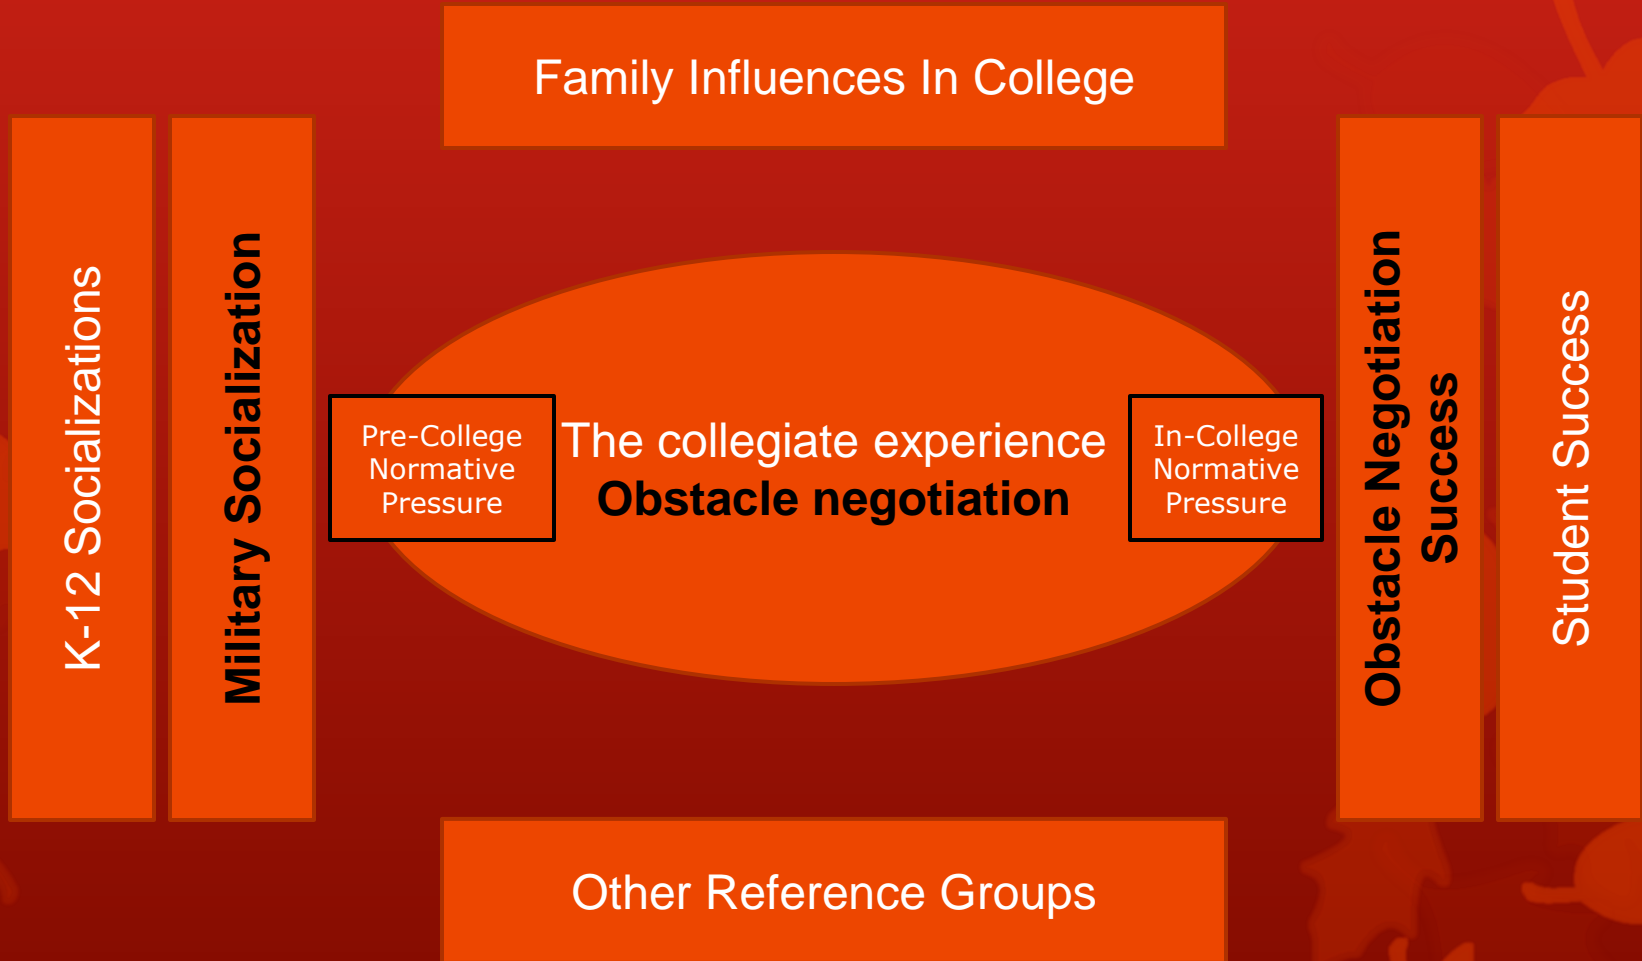 Family Influences In College
K-12 Socializations
Military Socialization
Pre-College
Normative
Pressure
The collegiate experience
Obstacle negotiation
In-College
Normative
Pressure
Obstacle Negotiation
Success
Student Success
Other Reference Groups